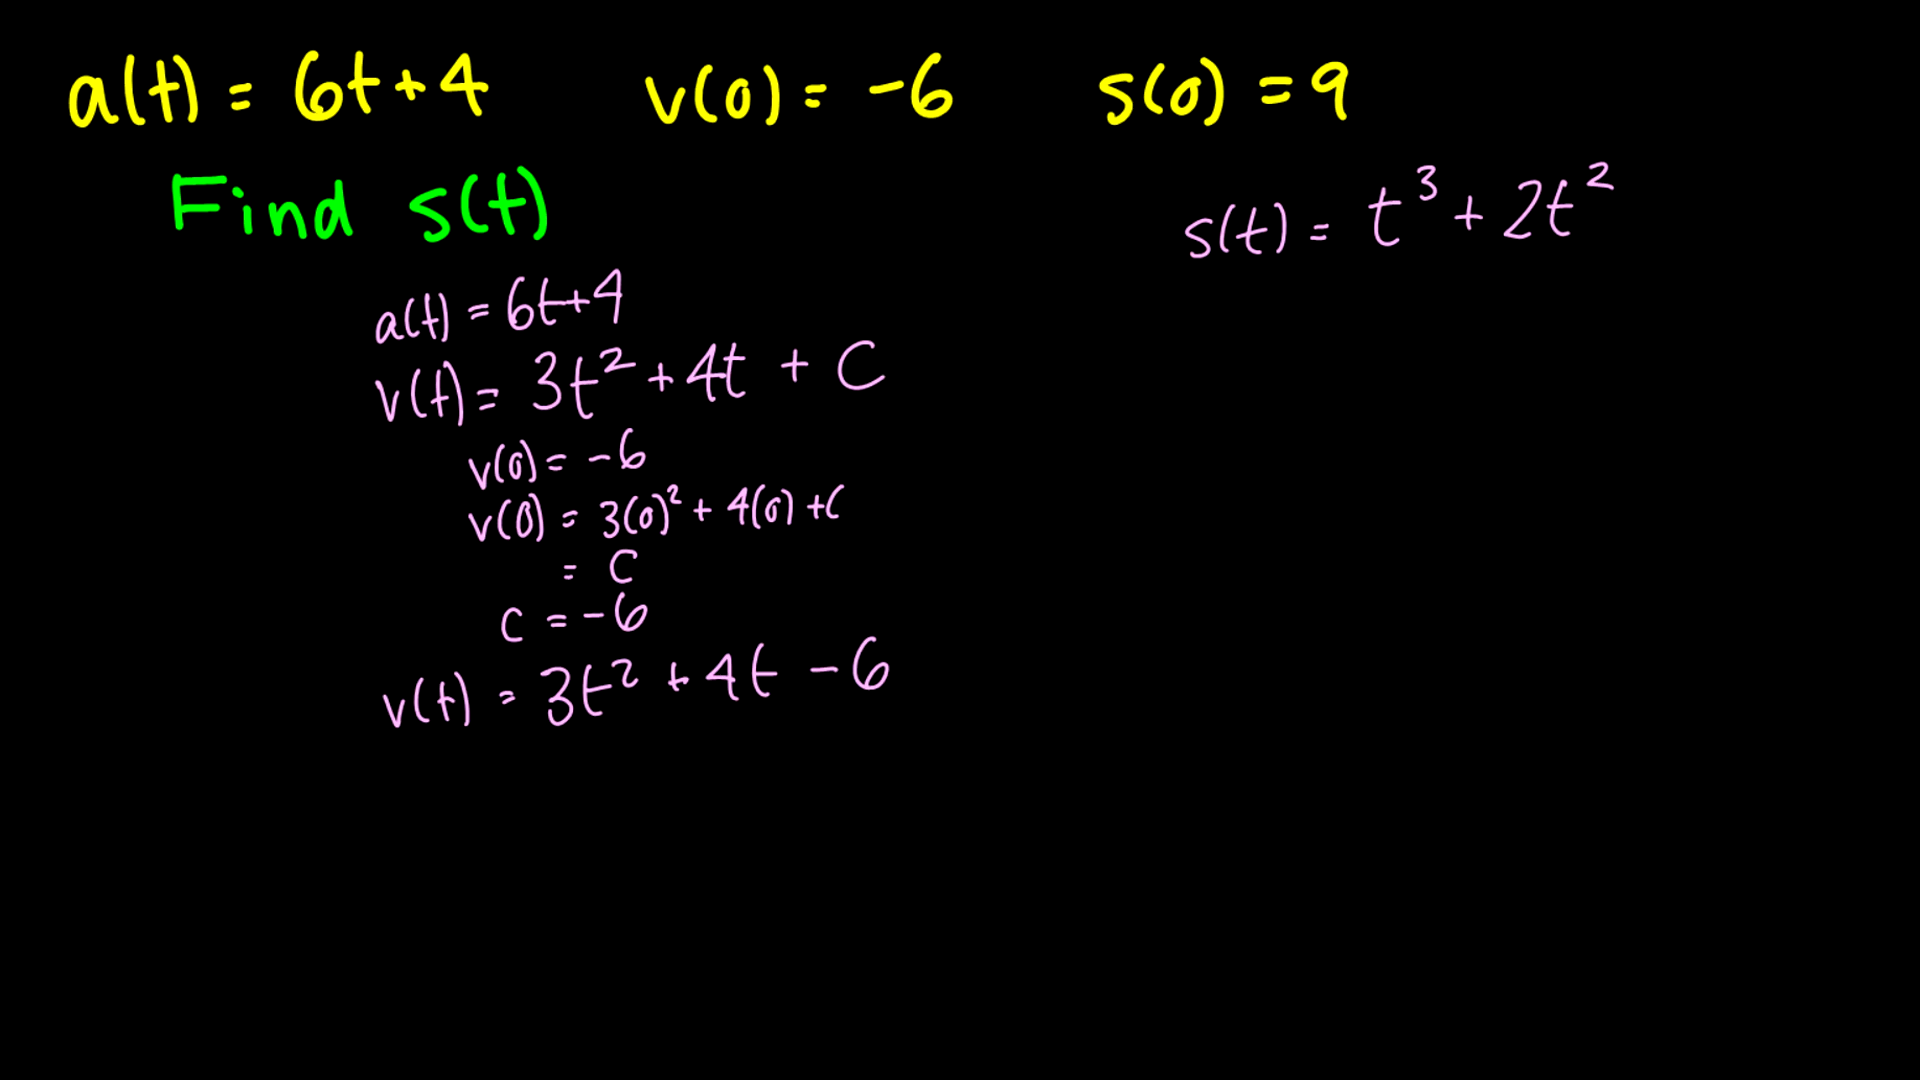 a(t) = 6t+4 v(0) = -6 s(0) = 9
Find s(t)
s(t) = t³ + 2t²
a(t) = 6t+4
v(t) = 3t² + 4t + C
v(0) = -6
v(0) = 3(0)² + 4(0) + C
= C
C = -6
v(t) = 3t² + 4t - 6